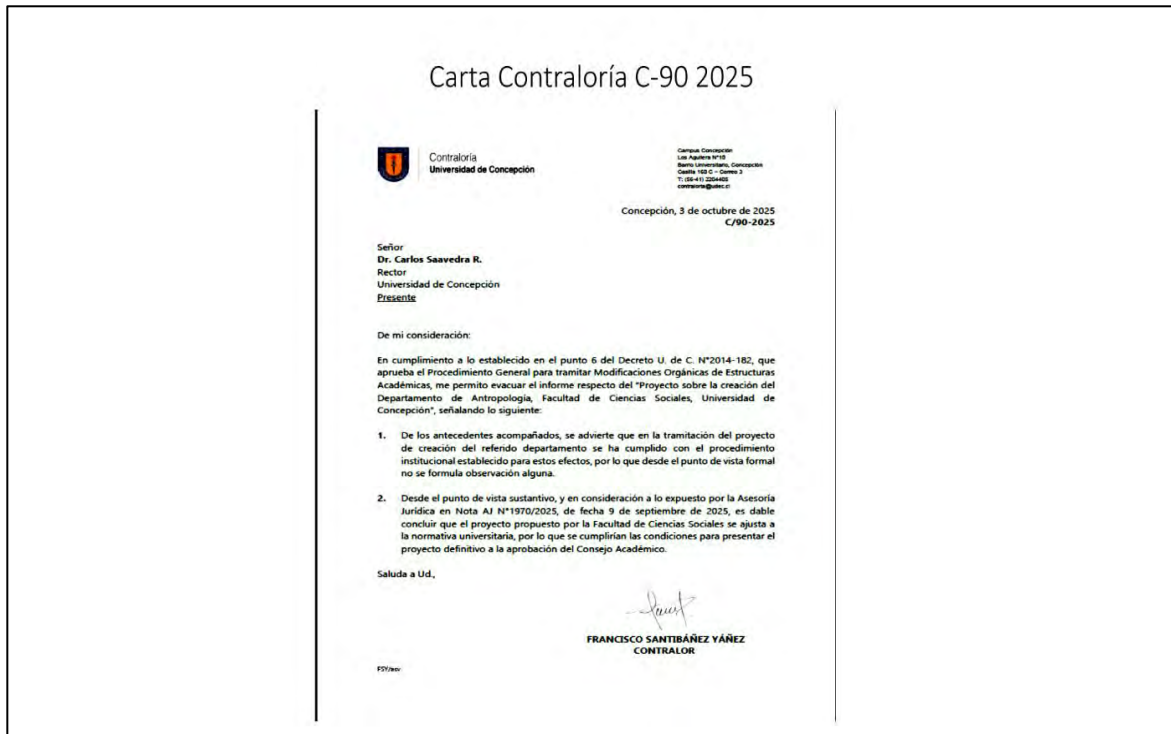 Carta Contraloría C-90 2025
Contraloría
Universidad de Concepción
Campus Concepción
Los Aguilera N°10
Barrio Universitario, Concepción
Casilla 160 C – Correo 3
T: (56-41) 2204405
contraloria@udec.cl
Concepción, 3 de octubre de 2025
C/90-2025
Señor
Dr. Carlos Saavedra R.
Rector
Universidad de Concepción
Presente
De mi consideración:
En cumplimiento a lo establecido en el punto 6 del Decreto U. de C. N°2014-182, que
aprueba el Procedimiento General para tramitar Modificaciones Orgánicas de Estructuras
Académicas, me permito evacuar el informe respecto del "Proyecto sobre la creación del
Departamento de Antropología, Facultad de Ciencias Sociales, Universidad de
Concepción", señalando lo siguiente:
1. De los antecedentes acompañados, se advierte que en la tramitación del proyecto
de creación del referido departamento se ha cumplido con el procedimiento
institucional establecido para estos efectos, por lo que desde el punto de vista formal
no se formula observación alguna.
2. Desde el punto de vista sustantivo, y en consideración a lo expuesto por la Asesoría
Jurídica en Nota AJ N°1970/2025, de fecha 9 de septiembre de 2025, es dable
concluir que el proyecto propuesto por la Facultad de Ciencias Sociales se ajusta a
la normativa universitaria, por lo que se cumplirían las condiciones para presentar el
proyecto definitivo a la aprobación del Consejo Académico.
Saluda a Ud.,
FRANCISCO SANTIBÁÑEZ YÁÑEZ
CONTRALOR